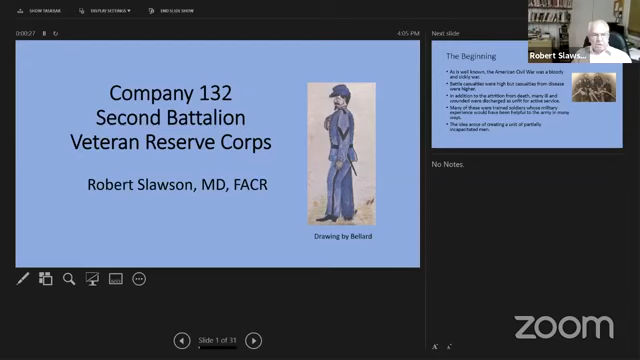 SHOW TASKBAR
DISPLAY SETTINGS
END SLIDE SHOW
0:00:27
4:05 PM
Company 132
Second Battalion
Veteran Reserve Corps
Robert Slawson, MD, FACR
Drawing by Bellard
Slide 1 of 31
Next slide
The Beginning
• As is well known, the American Civil War was a bloody
and sickly war.
• Battle casualties were high but casualties from disease
were higher.
• In addition to the attrition from death, many ill and
wounded were discharged as unfit for active service.
• Many of these were trained soldiers whose military
experience would have been helpful to the army in many
ways.
• The idea arose of creating a unit of partially
incapacitated men.
No Notes.
Robert Slaws...
zoom